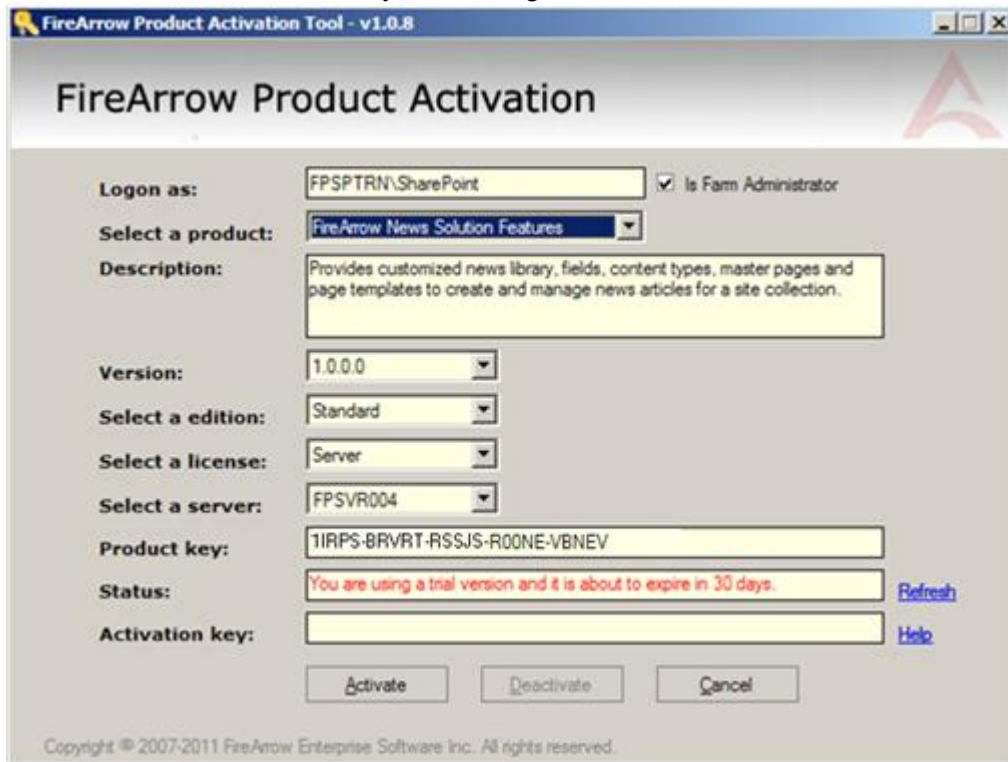 FireArrow Product Activation Tool - v1.0.8
FireArrow Product Activation
Logon as: FPSPTRN\SharePoint Is Farm Administrator
Select a product: FireArrow News Solution Features
Description: Provides customized news library, fields, content types, master pages and
page templates to create and manage news articles for a site collection.
Version: 1.0.0.0
Select a edition: Standard
Select a license: Server
Select a server: FPSVR004
Product key: 1IRPS-BRVRT-RSSJS-R00NE-VBNEV
Status: You are using a trial version and it is about to expire in 30 days. Refresh
Activation key: Help
Activate Deactivate Cancel
Copyright © 2007-2011 FireArrow Enterprise Software Inc. All rights reserved.